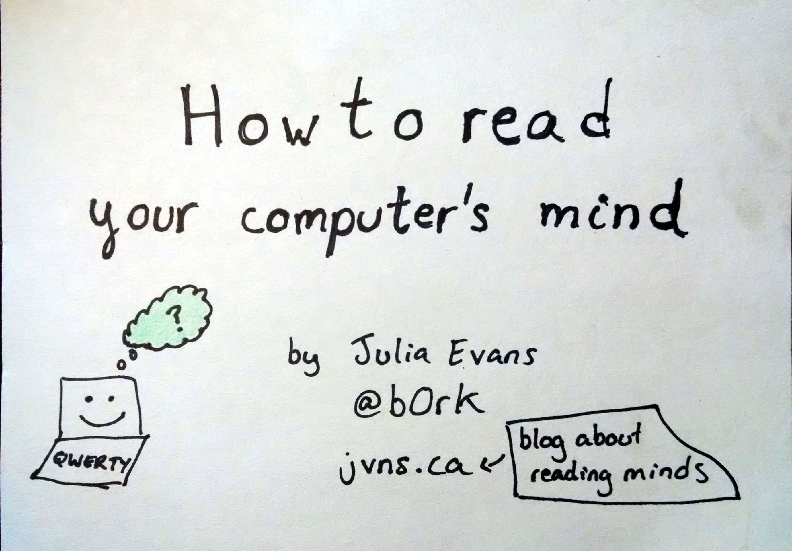 How to read
your computer's mind
?
by Julia Evans
@b0rk
jvns.ca
blog about
reading minds
QWERTY